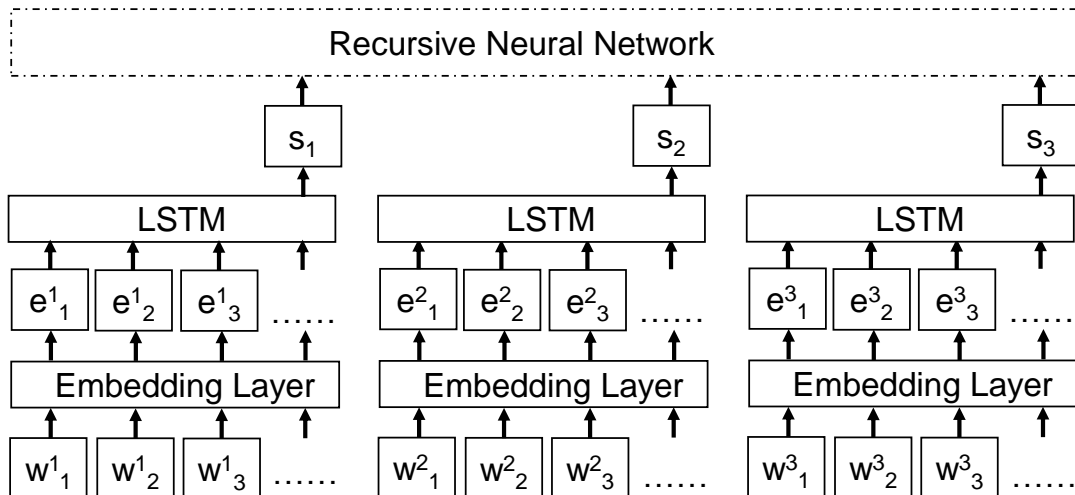 Recursive Neural Network
s₁ s₂ s₃
LSTM LSTM LSTM
e¹₁ e¹₂ e¹₃ ...... e²₁ e²₂ e²₃ ...... e³₁ e³₂ e³₃ ......
Embedding Layer Embedding Layer Embedding Layer
w¹₁ w¹₂ w¹₃ ...... w²₁ w²₂ w²₃ ...... w³₁ w³₂ w³₃ ......